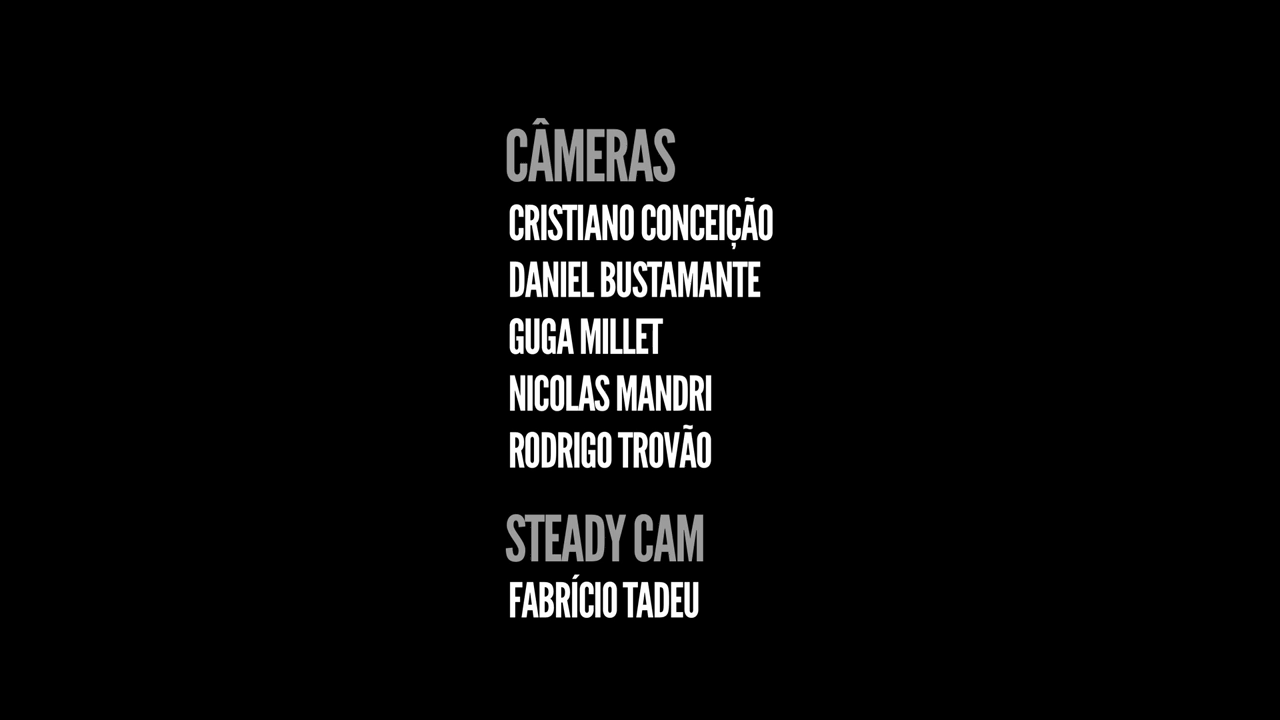 CÂMERAS
CRISTIANO CONCEIÇÃO
DANIEL BUSTAMANTE
GUGA MILLET
NICOLAS MANDRI
RODRIGO TROVÃO
STEADY CAM
FABRÍCIO TADEU